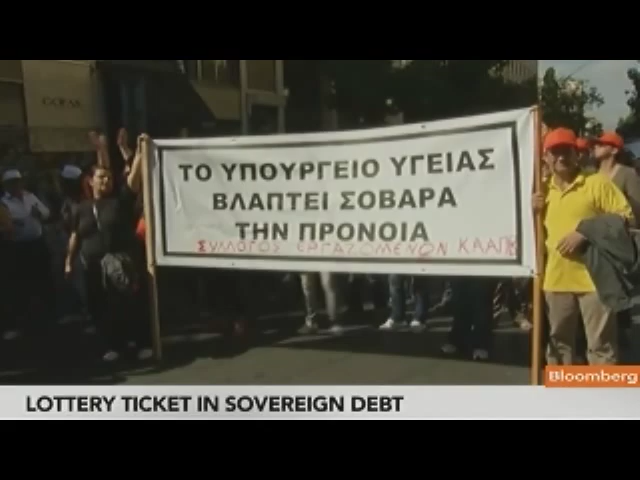 ΤΟ ΥΠΟΥΡΓΕΙΟ ΥΓΕΙΑΣ
ΒΛΑΠΤΕΙ ΣΟΒΑΡΑ
ΤΗΝ ΠΡΟΝΟΙΑ
ΣΥΛΛΟΓΟΣ ΕΡΓΑΖΟΜΕΝΩΝ
Bloomberg
LOTTERY TICKET IN SOVEREIGN DEBT